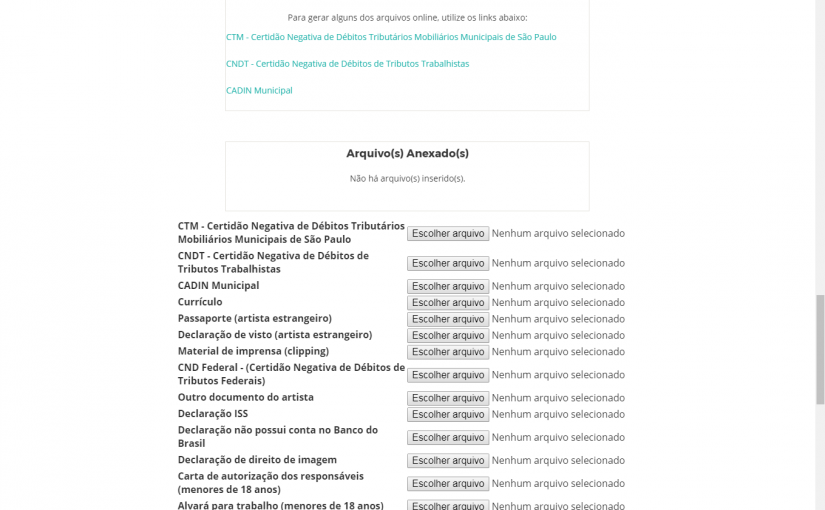 Para gerar alguns dos arquivos online, utilize os links abaixo:
CTM - Certidão Negativa de Débitos Tributários Mobiliários Municipais de São Paulo
CNDT - Certidão Negativa de Débitos de Tributos Trabalhistas
CADIN Municipal
Arquivo(s) Anexado(s)
Não há arquivo(s) inserido(s).
CTM - Certidão Negativa de Débitos Tributários
Mobiliários Municipais de São Paulo
Escolher arquivo Nenhum arquivo selecionado
CNDT - Certidão Negativa de Débitos de
Tributos Trabalhistas
Escolher arquivo Nenhum arquivo selecionado
CADIN Municipal Escolher arquivo Nenhum arquivo selecionado
Currículo Escolher arquivo Nenhum arquivo selecionado
Passaporte (artista estrangeiro) Escolher arquivo Nenhum arquivo selecionado
Declaração de visto (artista estrangeiro) Escolher arquivo Nenhum arquivo selecionado
Material de imprensa (clipping) Escolher arquivo Nenhum arquivo selecionado
CND Federal - (Certidão Negativa de Débitos de
Tributos Federais)
Escolher arquivo Nenhum arquivo selecionado
Outro documento do artista Escolher arquivo Nenhum arquivo selecionado
Declaração ISS Escolher arquivo Nenhum arquivo selecionado
Declaração não possui conta no Banco do
Brasil
Escolher arquivo Nenhum arquivo selecionado
Declaração de direito de imagem Escolher arquivo Nenhum arquivo selecionado
Carta de autorização dos responsáveis
(menores de 18 anos)
Escolher arquivo Nenhum arquivo selecionado
Alvará para trabalho (menores de 18 anos) Escolher arquivo Nenhum arquivo selecionado